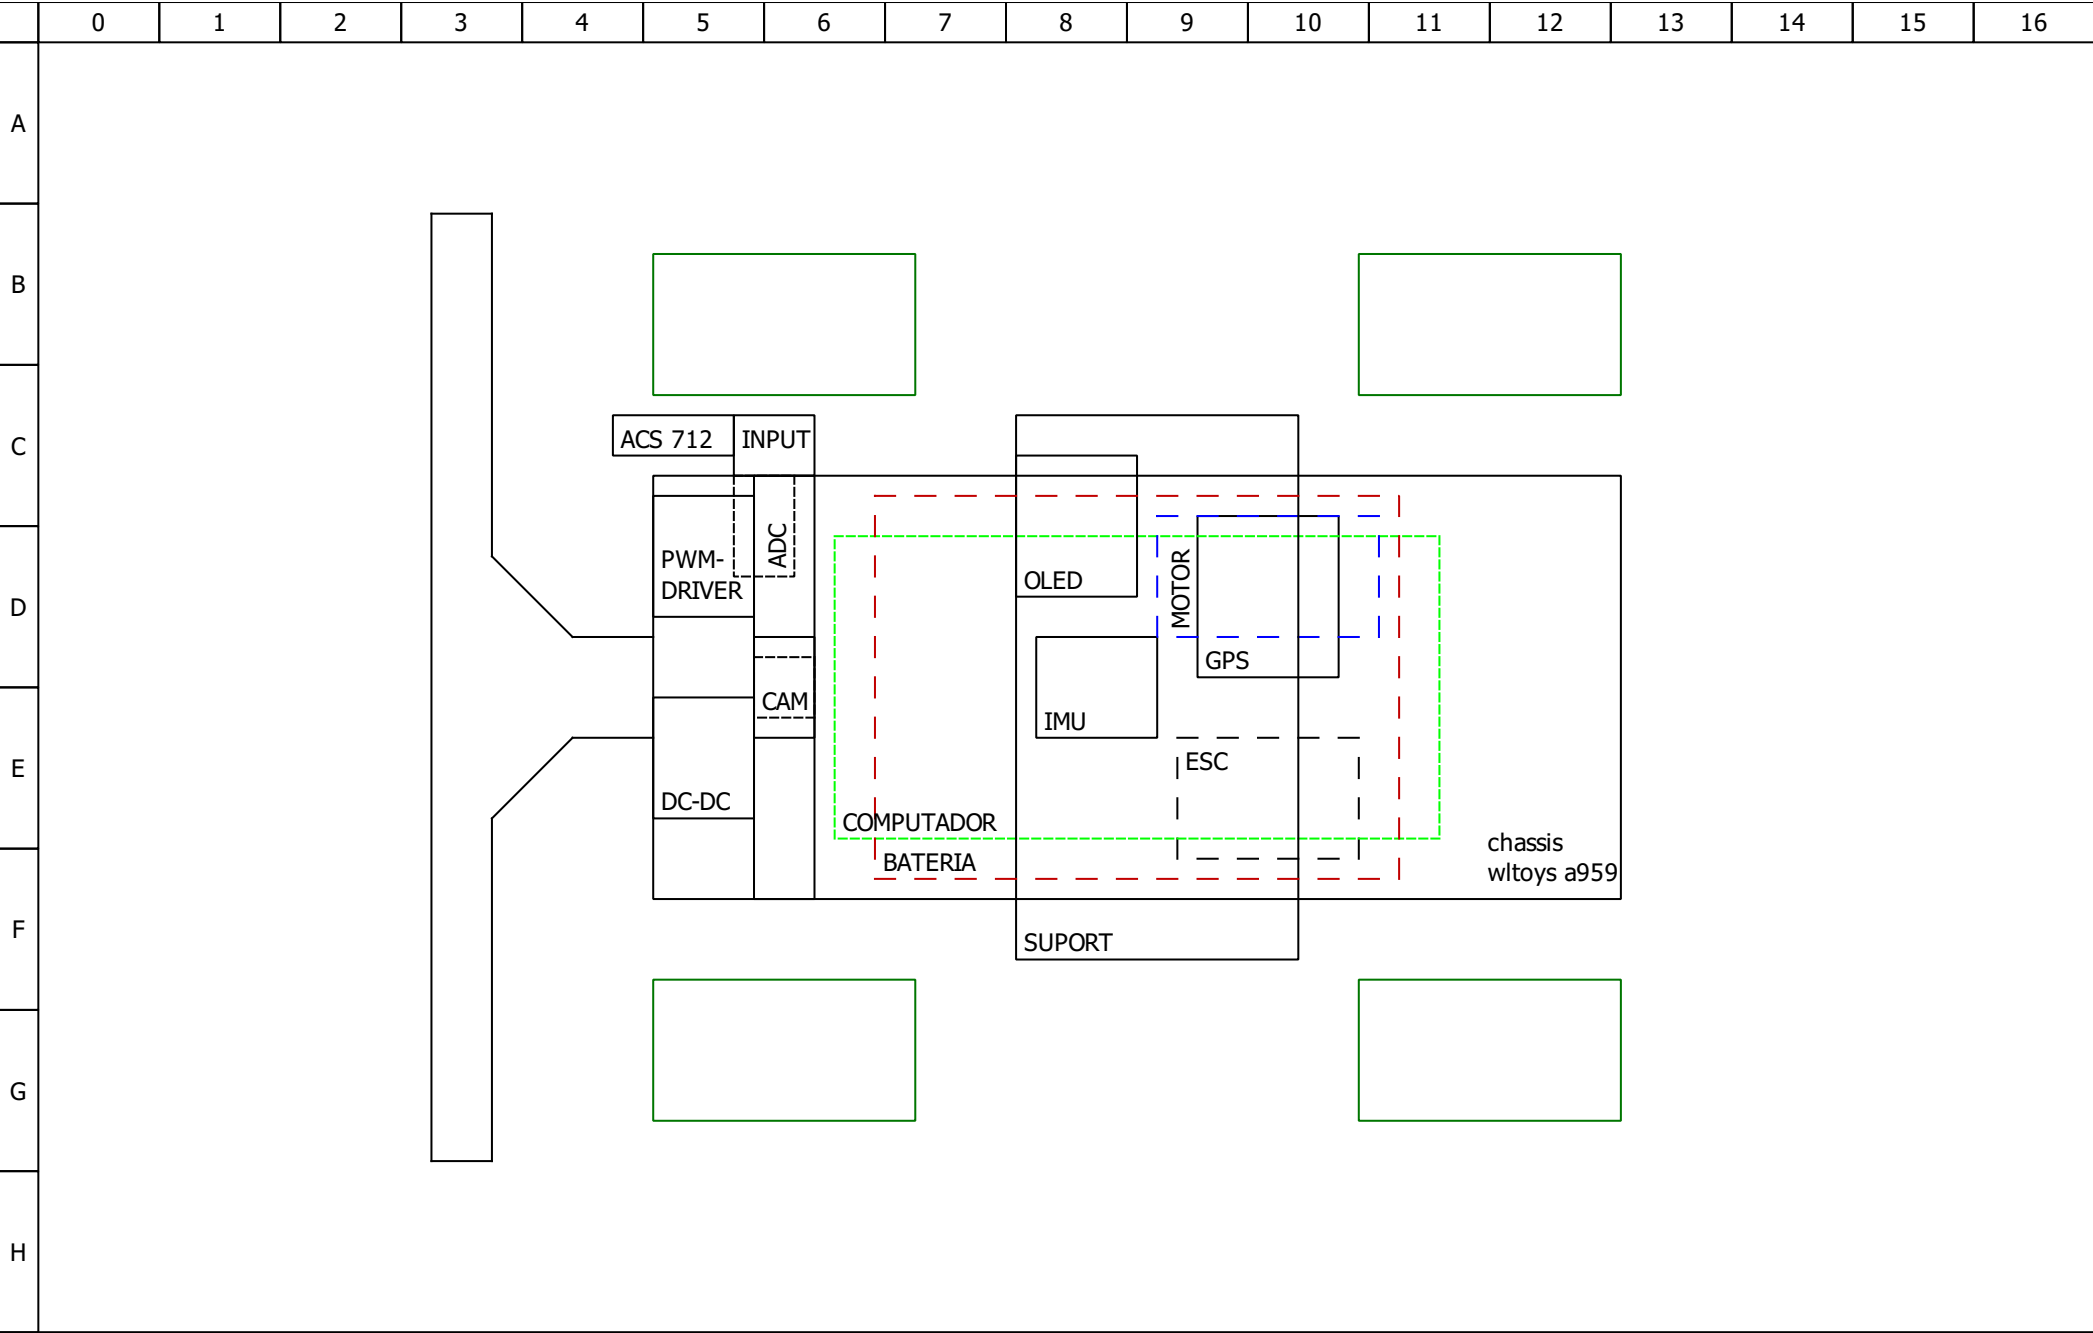 0 1 2 3 4 5 6 7 8 9 10 11 12 13 14 15 16
A
B
C
D
E
F
G
H
ACS 712
INPUT
ADC
PWM-
DRIVER
OLED
MOTOR
GPS
CAM
IMU
ESC
DC-DC
COMPUTADOR
BATERIA
chassis
wltoys a959
SUPORT